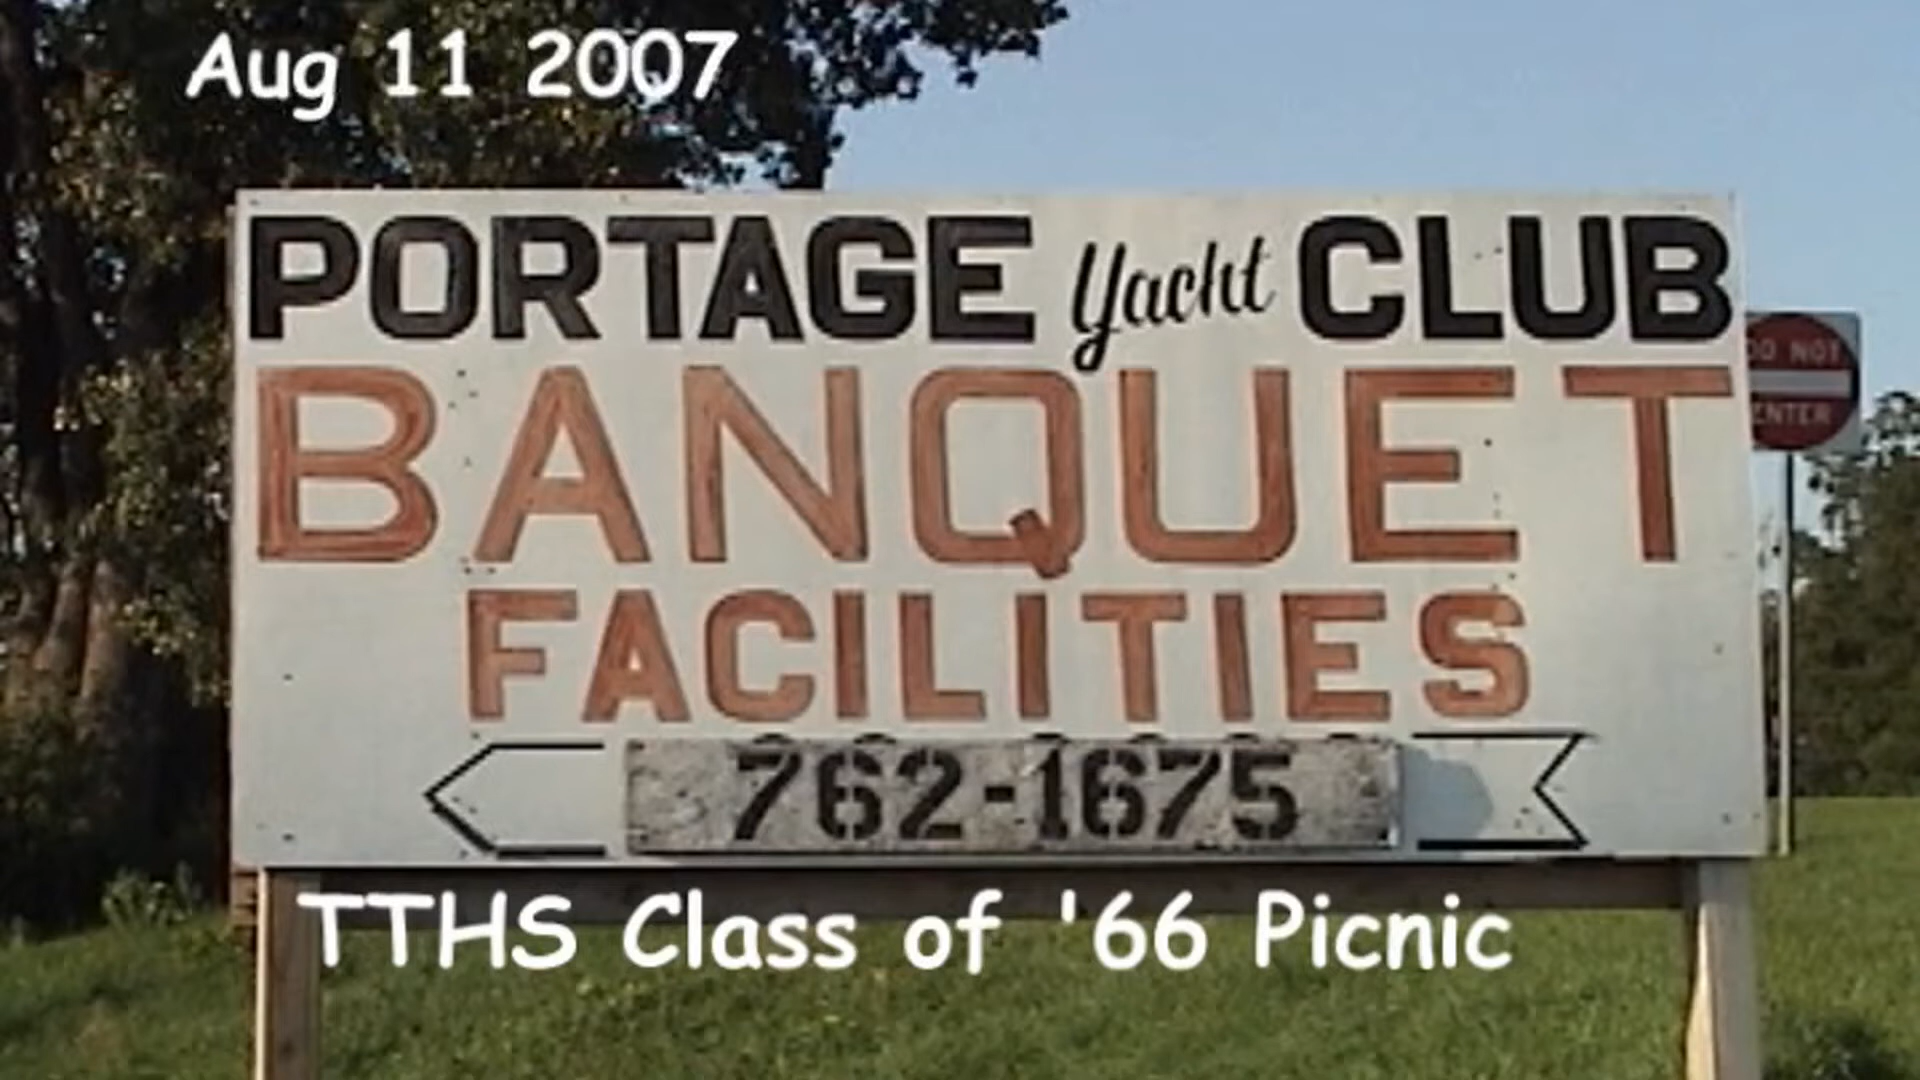 Aug 11 2007
PORTAGE yacht CLUB
BANQUET
FACILITIES
762-1675
DO NOT
ENTER
TTHS Class of '66 Picnic